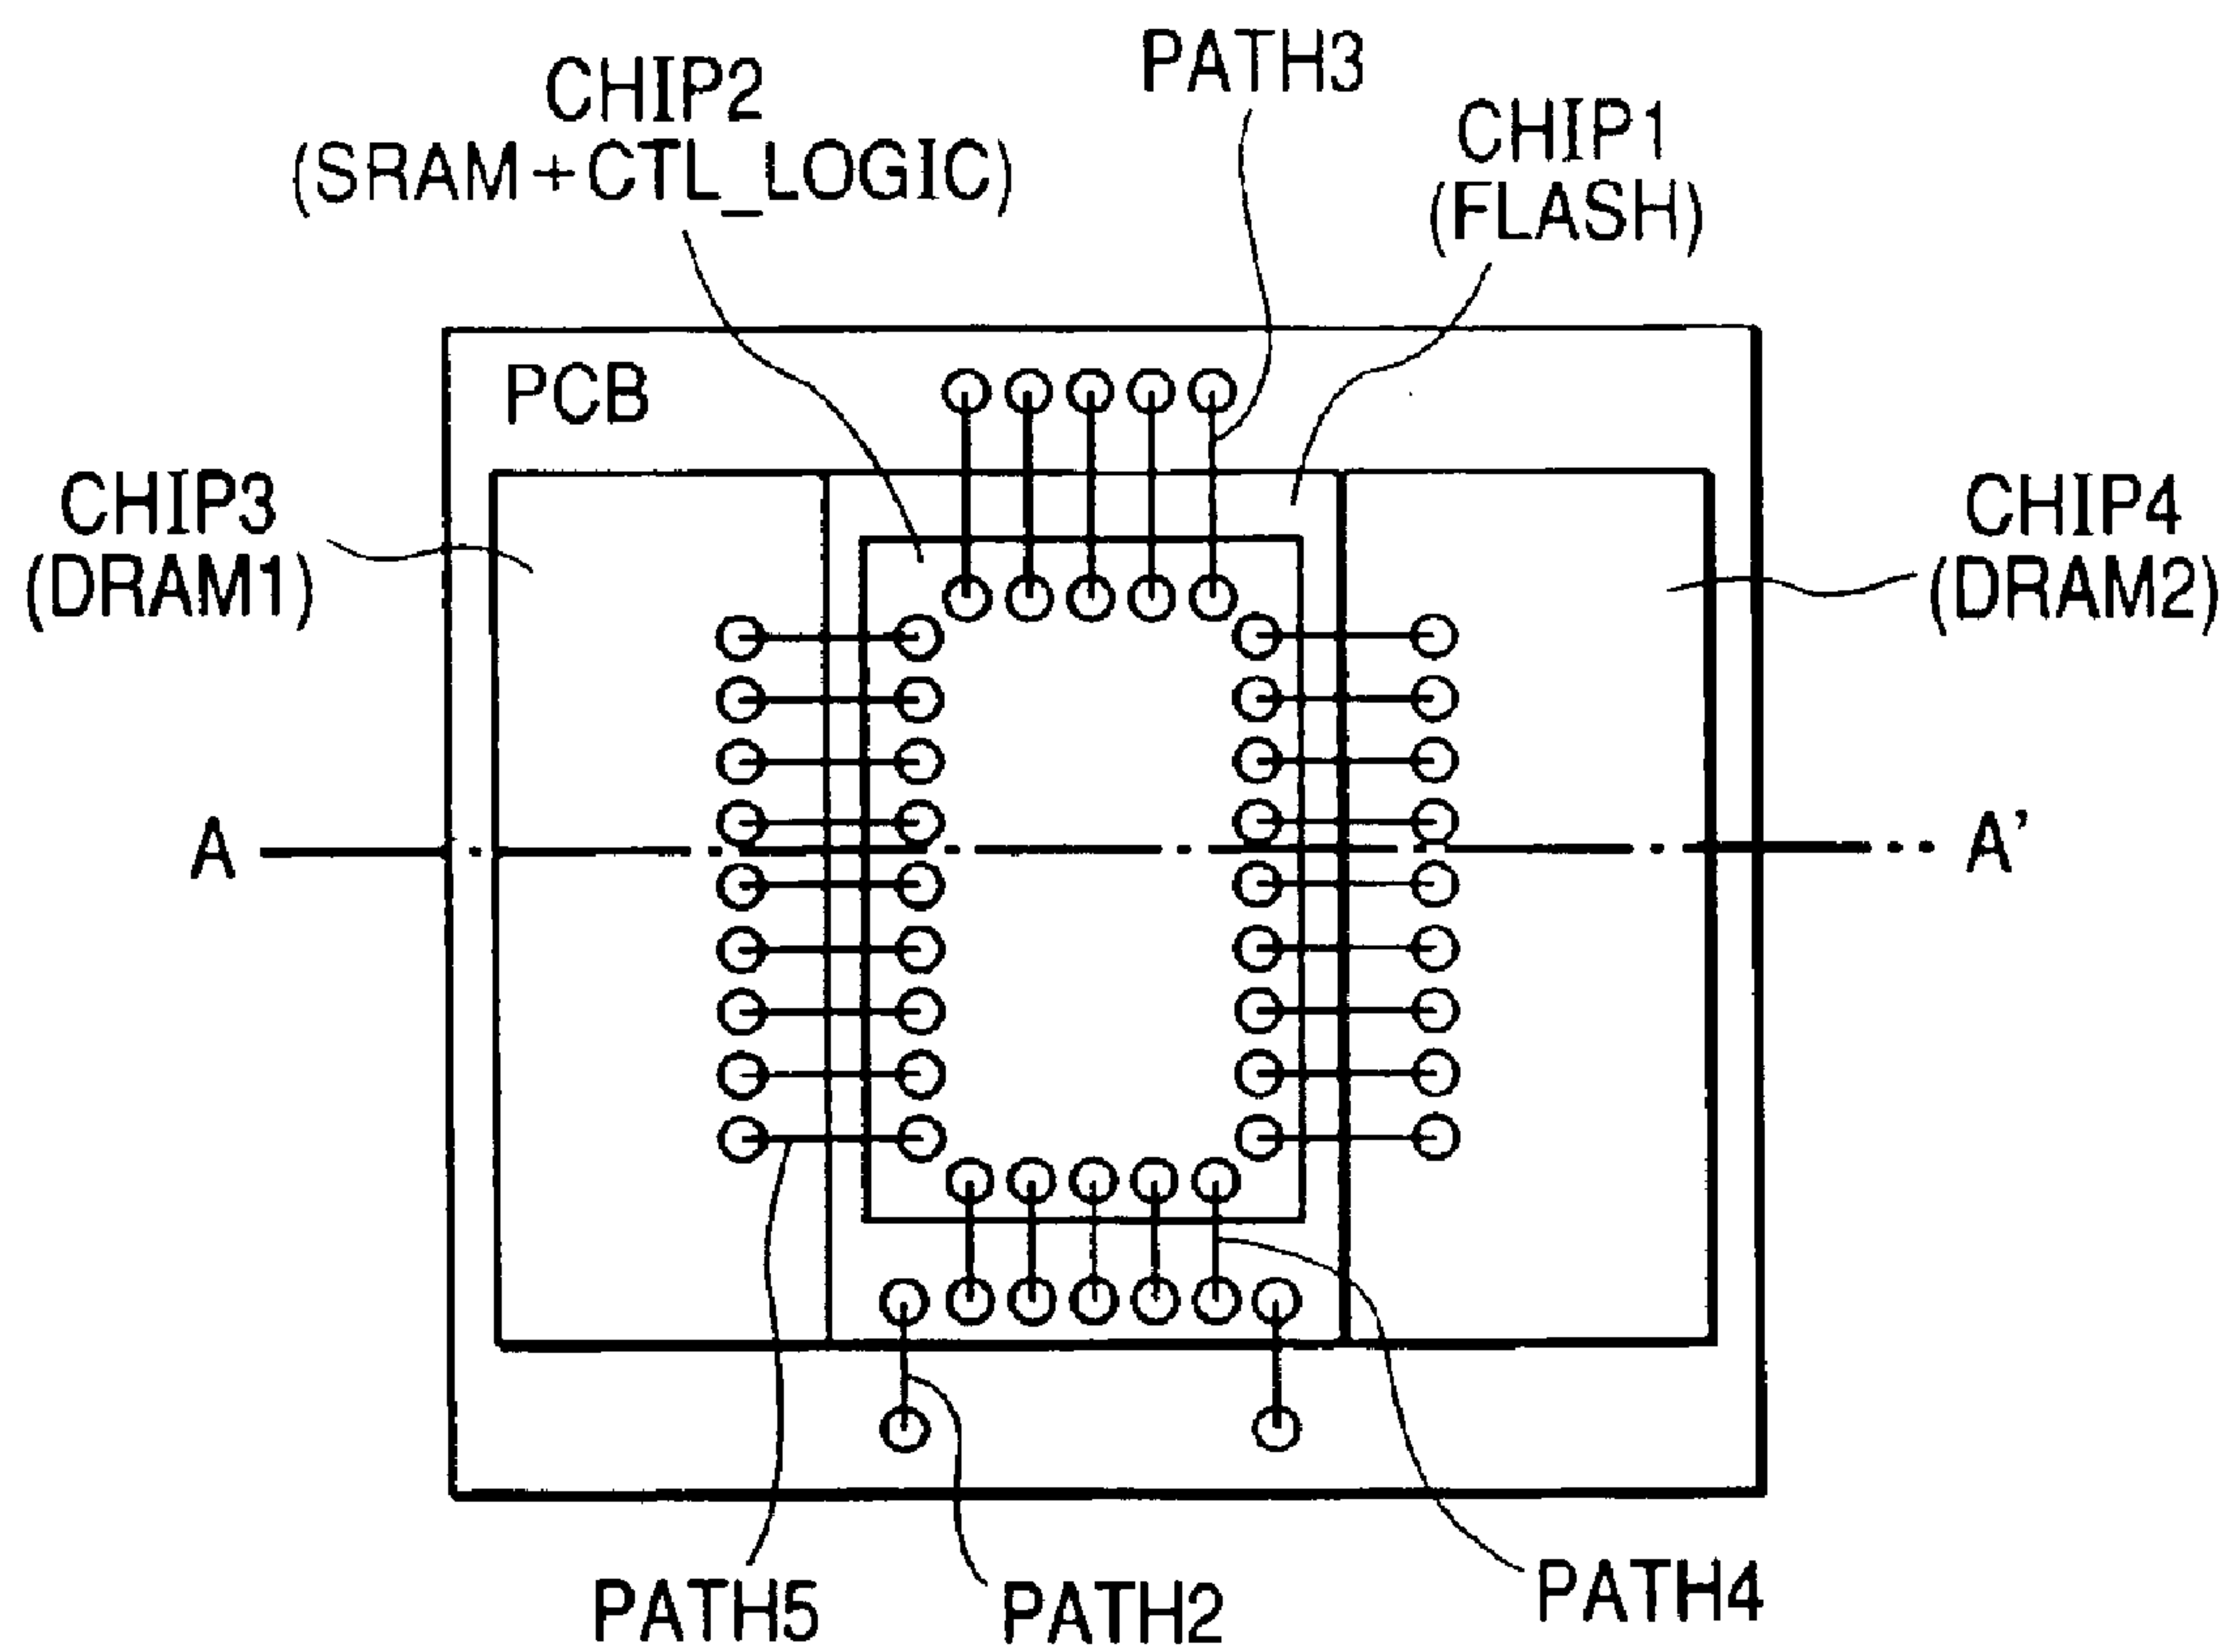 PATH3
CHIP2
(SRAM+CTL_LOGIC)
CHIP1
(FLASH)
PCB
CHIP3
(DRAM1)
CHIP4
(DRAM2)
A
A'
PATH5
PATH2
PATH4